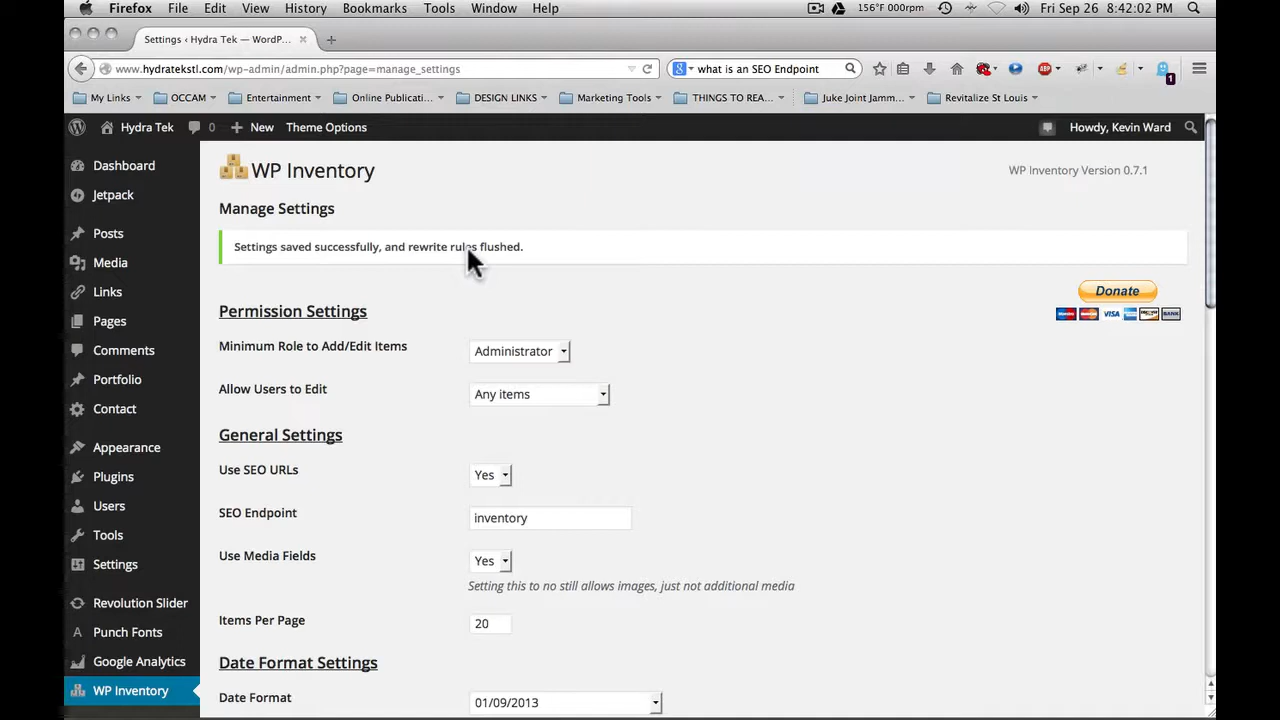 Firefox File Edit View History Bookmarks Tools Window Help 156°F 000rpm Fri Sep 26 8:42:02 PM
Settings ‹ Hydra Tek — WordP...
www.hydratekstl.com/wp-admin/admin.php?page=manage_settings what is an SEO Endpoint ABP 1
My Links OCCAM Entertainment Online Publicati... DESIGN LINKS Marketing Tools THINGS TO REA... Juke Joint Jamm... Revitalize St Louis
Hydra Tek 0 New Theme Options Howdy, Kevin Ward
Dashboard
Jetpack
Posts
Media
Links
Pages
Comments
Portfolio
Contact
Appearance
Plugins
Users
Tools
Settings
Revolution Slider
Punch Fonts
Google Analytics
WP Inventory
WP Inventory
WP Inventory Version 0.7.1
Manage Settings
Settings saved successfully, and rewrite rules flushed.
Donate
VISA BANK
Permission Settings
Minimum Role to Add/Edit Items Administrator
Allow Users to Edit Any items
General Settings
Use SEO URLs Yes
SEO Endpoint inventory
Use Media Fields Yes
Setting this to no still allows images, just not additional media
Items Per Page 20
Date Format Settings
Date Format 01/09/2013